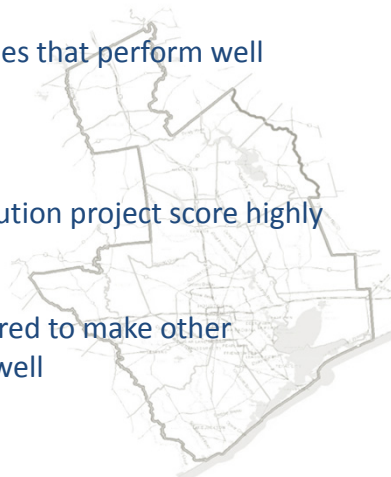 es that perform well
ution project score highly
red to make other
well